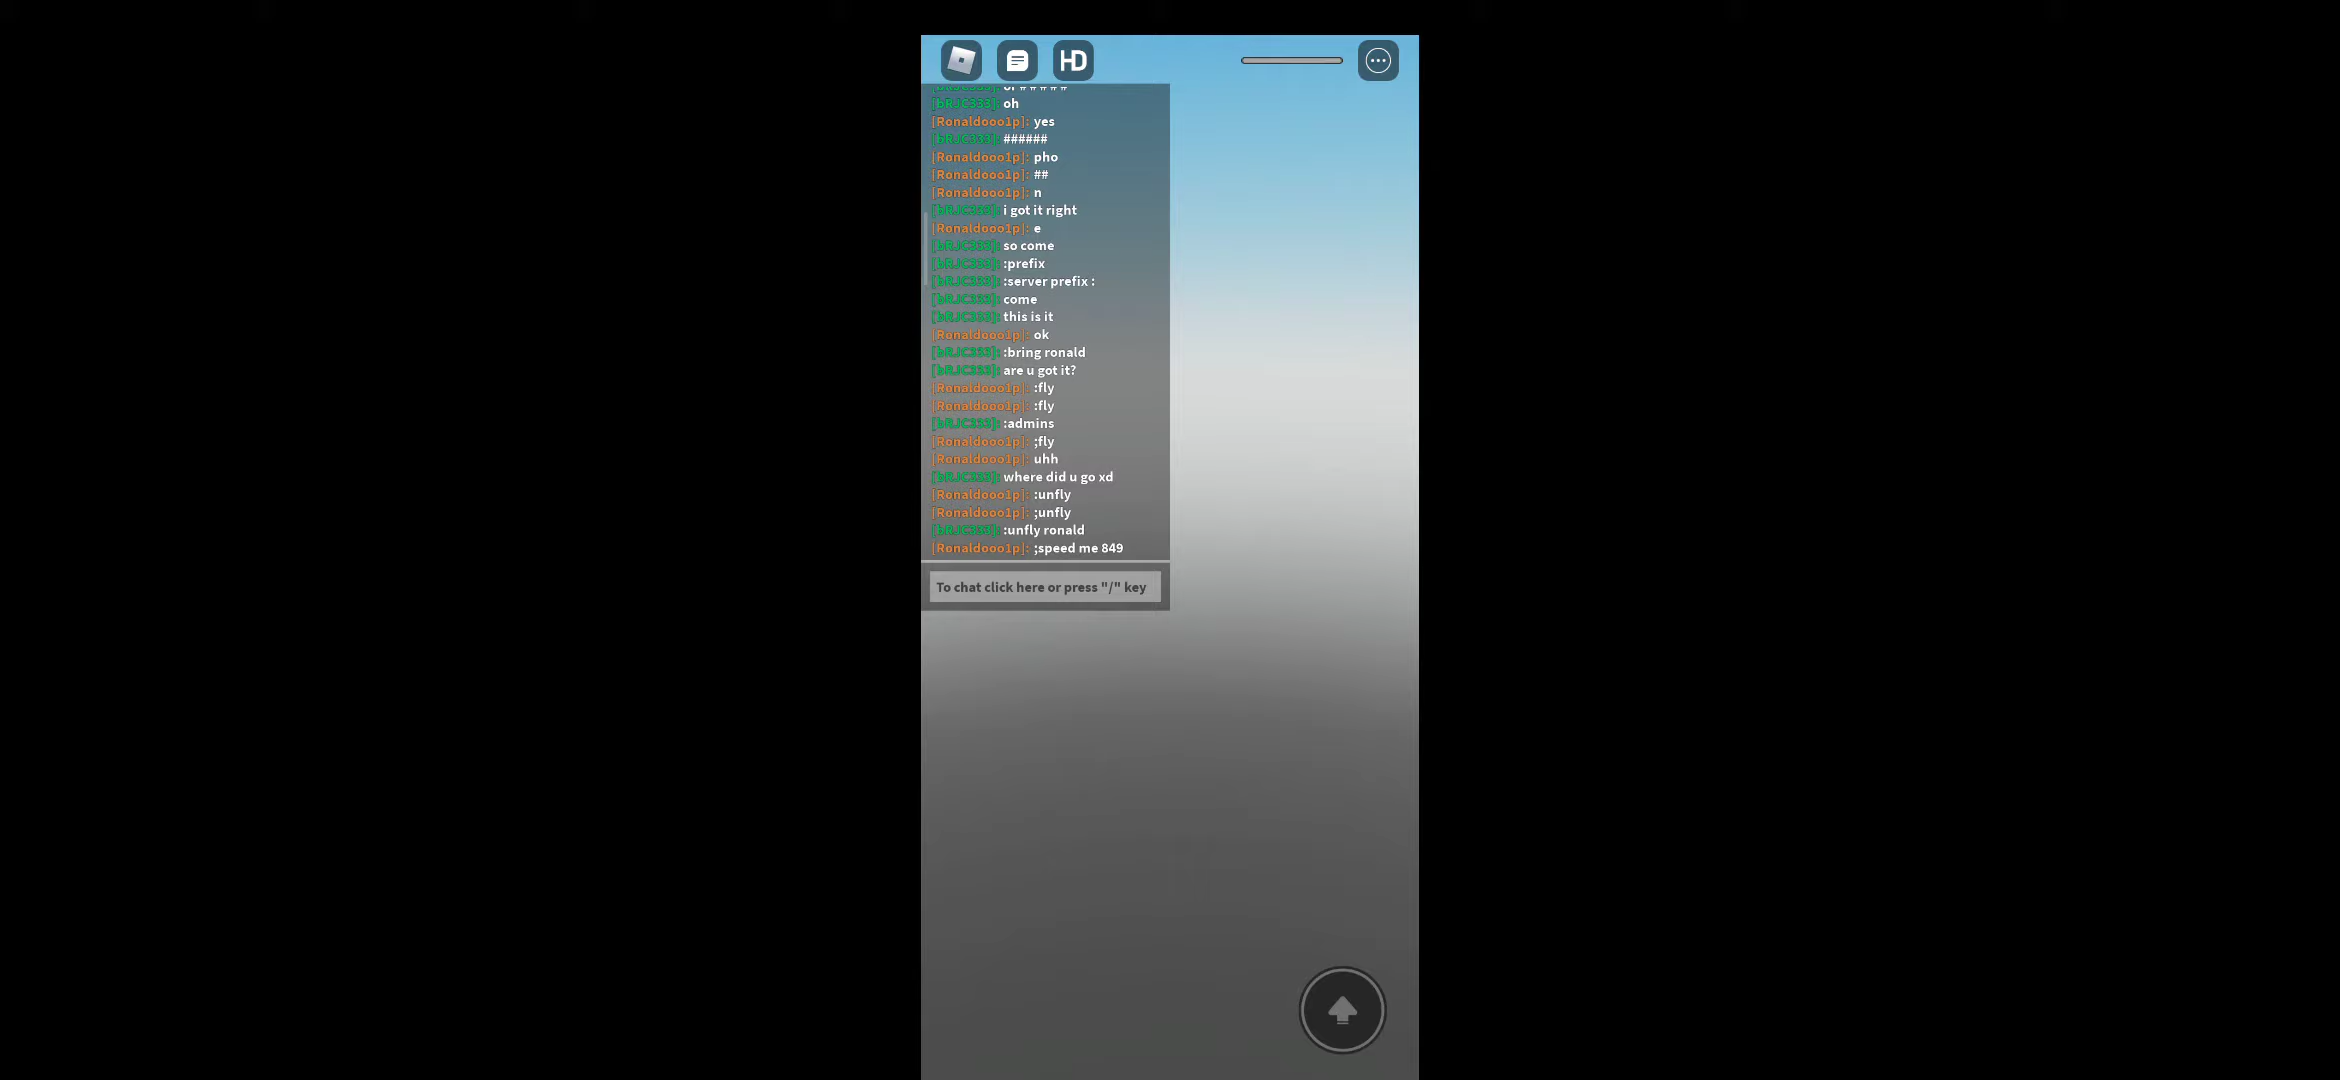 HD
[bRJC333]: or # # # # #
[bRJC333]: oh
[Ronaldooo1p]: yes
[bRJC333]: ######
[Ronaldooo1p]: pho
[Ronaldooo1p]: ##
[Ronaldooo1p]: n
[bRJC333]: i got it right
[Ronaldooo1p]: e
[bRJC333]: so come
[bRJC333]: :prefix
[bRJC333]: :server prefix :
[bRJC333]: come
[bRJC333]: this is it
[Ronaldooo1p]: ok
[bRJC333]: :bring ronald
[bRJC333]: are u got it?
[Ronaldooo1p]: :fly
[Ronaldooo1p]: :fly
[bRJC333]: :admins
[Ronaldooo1p]: ;fly
[Ronaldooo1p]: uhh
[bRJC333]: where did u go xd
[Ronaldooo1p]: :unfly
[Ronaldooo1p]: ;unfly
[bRJC333]: :unfly ronald
[Ronaldooo1p]: ;speed me 849
To chat click here or press "/" key